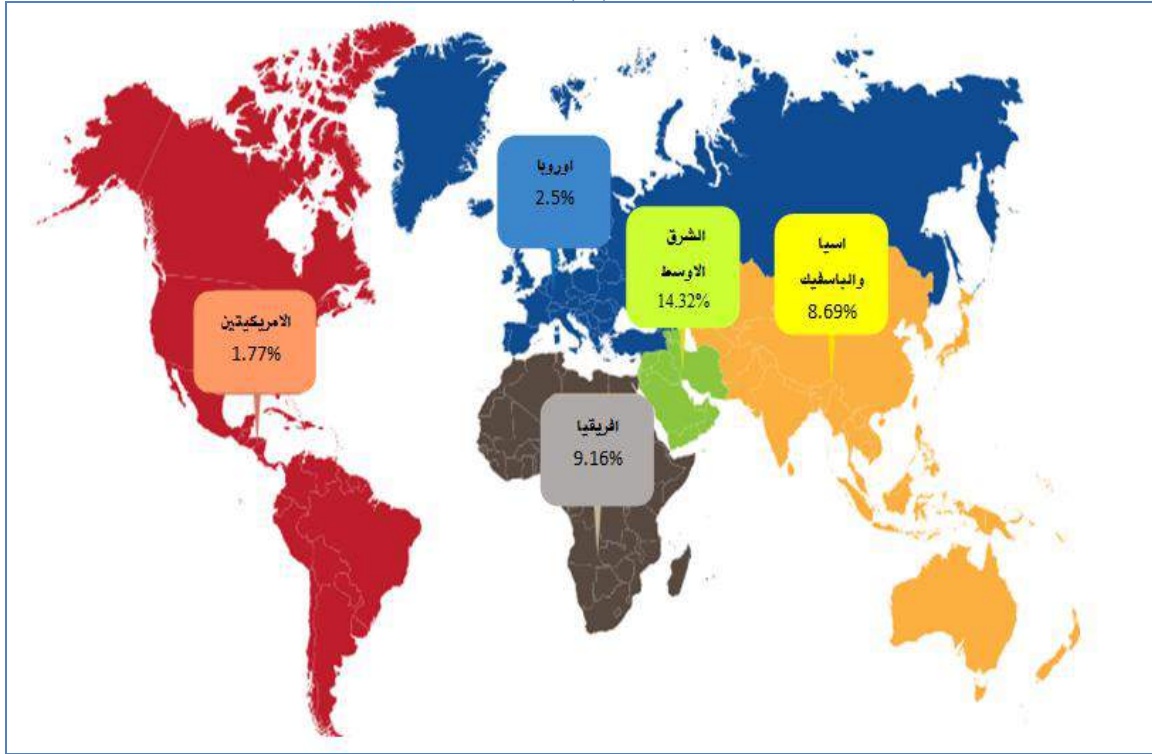 اوروبا
2.5%
الشرق
الاوسط
14.32%
اسيا
والباسفيك
8.69%
الامريكيتين
1.77%
افريقيا
9.16%